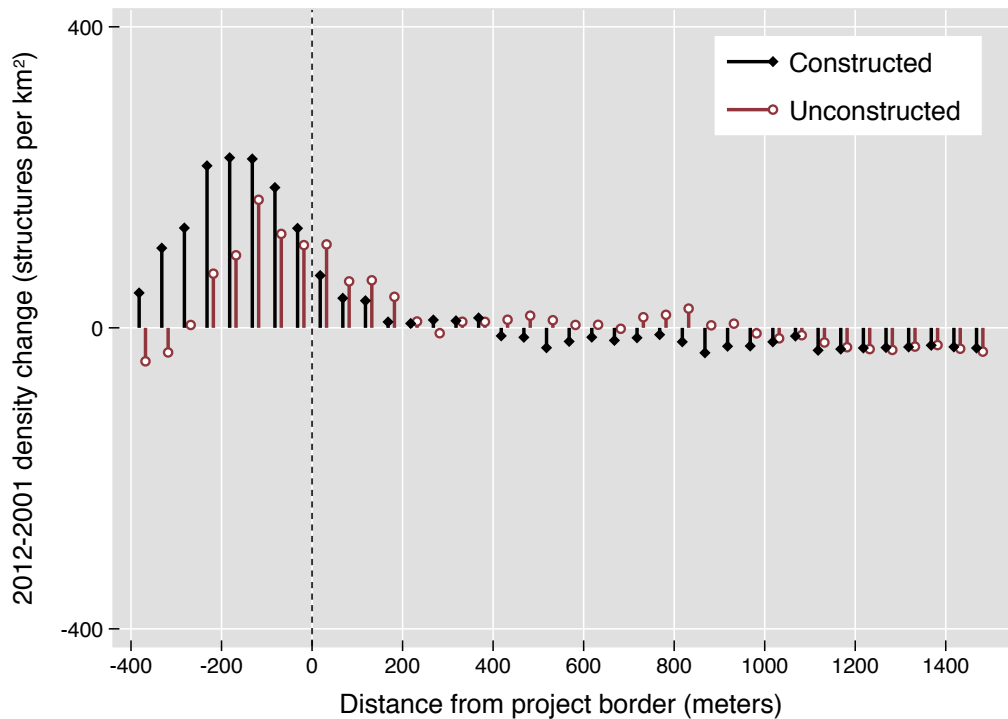 400
0
-400
2012-2001 density change (structures per km²)
Constructed
Unconstructed
-400 -200 0 200 400 600 800 1000 1200 1400
Distance from project border (meters)